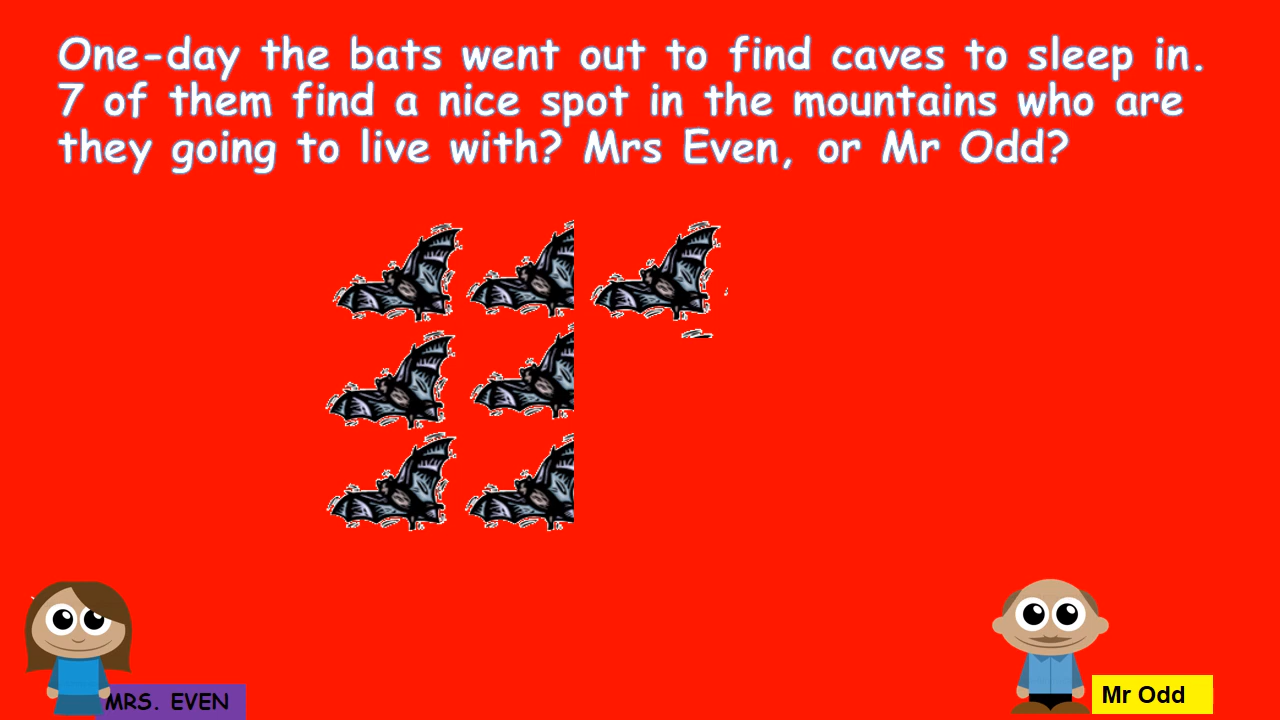 One-day the bats went out to find caves to sleep in.
7 of them find a nice spot in the mountains who are
they going to live with? Mrs Even, or Mr Odd?
MRS. EVEN
Mr Odd